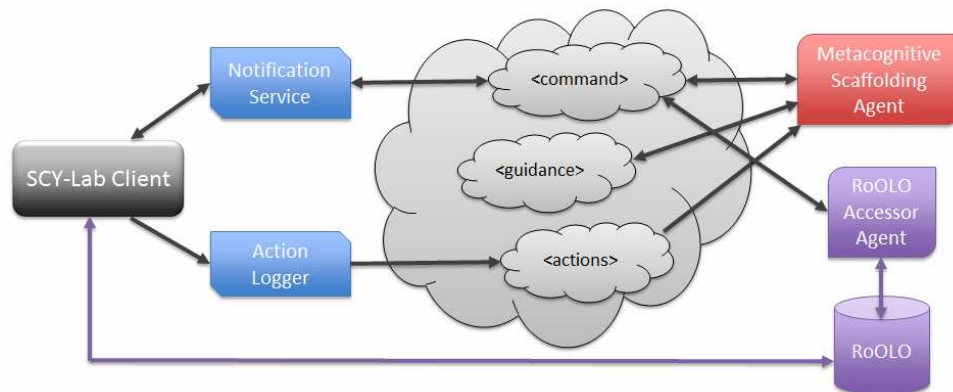 Notification
Service
<command>
Metacognitive
Scaffolding
Agent
SCY-Lab Client
<guidance>
RoOLO
Accessor
Agent
Action
Logger
<actions>
RoOLO